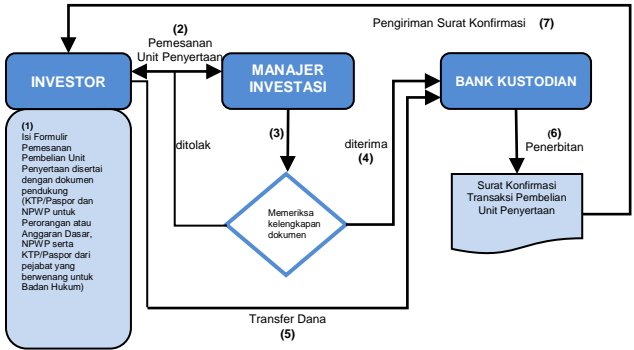 Pengiriman Surat Konfirmasi (7)
(2)
Pemesanan
Unit Penyertaan
INVESTOR
MANAJER
INVESTASI
BANK KUSTODIAN
(1)
Isi Formulir
Pemesanan
Pembelian Unit
Penyertaan disertai
dengan dokumen
pendukung
(KTP/Paspor dan
NPWP untuk
Perorangan atau
Anggaran Dasar,
NPWP serta
KTP/Paspor dari
pejabat yang
berwenang untuk
Badan Hukum)
ditolak
(3)
diterima
(4)
(6)
Penerbitan
Memeriksa
kelengkapan
dokumen
Surat Konfirmasi
Transaksi Pembelian
Unit Penyertaan
Transfer Dana
(5)